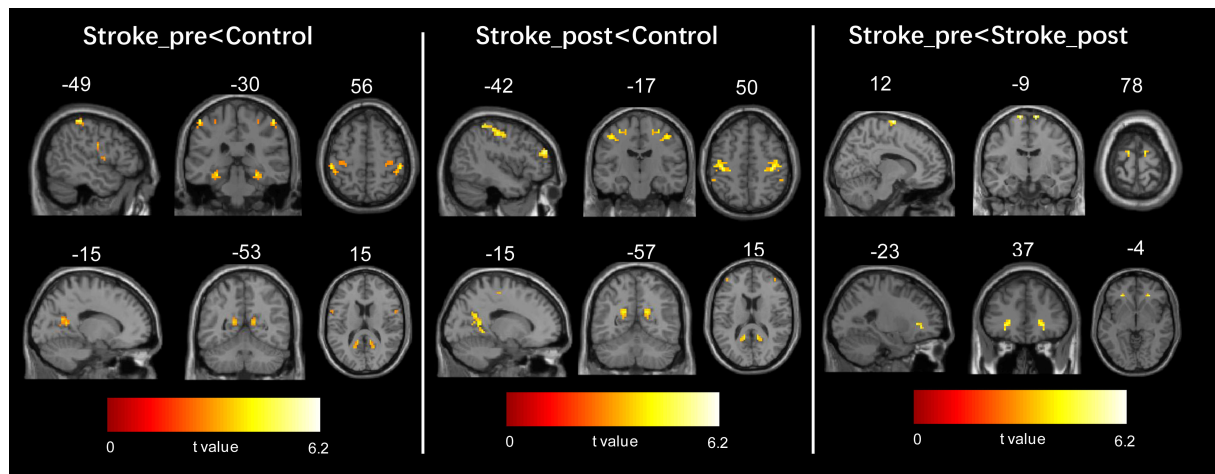 Stroke_pre<Control
-49 -30 56
-15 -53 15
0 t value 6.2
Stroke_post<Control
-42 -17 50
-15 -57 15
0 t value 6.2
Stroke_pre<Stroke_post
12 -9 78
-23 37 -4
0 t value 6.2